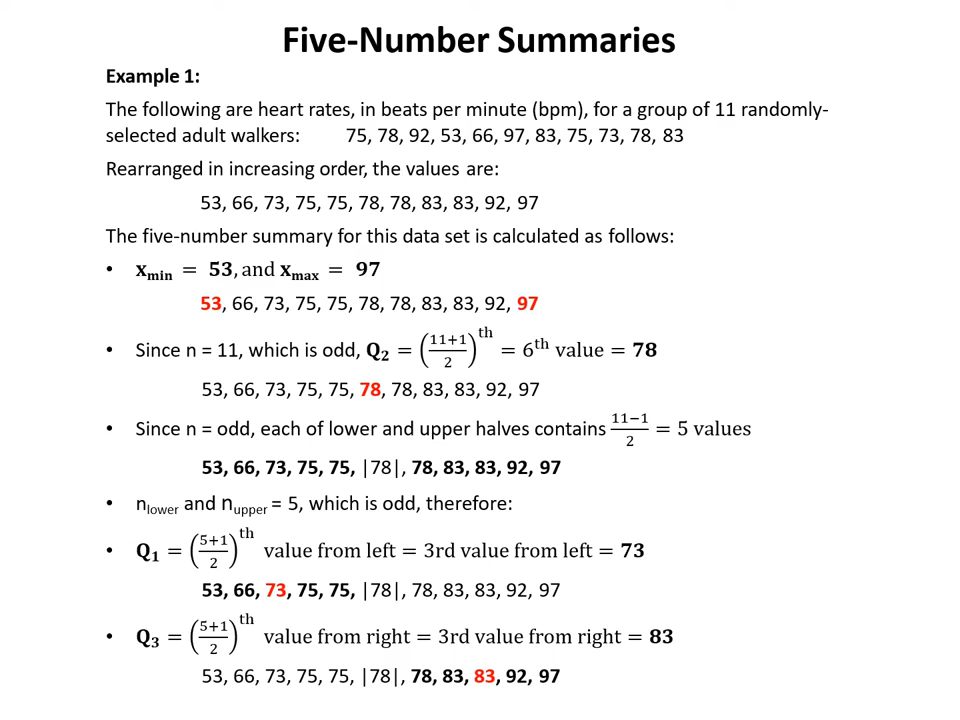 Five-Number Summaries
Example 1:
The following are heart rates, in beats per minute (bpm), for a group of 11 randomly-
selected adult walkers: 75, 78, 92, 53, 66, 97, 83, 75, 73, 78, 83
Rearranged in increasing order, the values are:
53, 66, 73, 75, 75, 78, 78, 83, 83, 92, 97
The five-number summary for this data set is calculated as follows:
• x_min = 53, and x_max = 97
53, 66, 73, 75, 75, 78, 78, 83, 83, 92, 97
• Since n = 11, which is odd, Q₂ = ((11+1)/2)^th = 6^th value = 78
53, 66, 73, 75, 75, 78, 78, 83, 83, 92, 97
• Since n = odd, each of lower and upper halves contains (11−1)/2 = 5 values
53, 66, 73, 75, 75, |78|, 78, 83, 83, 92, 97
• n_lower and n_upper = 5, which is odd, therefore:
• Q₁ = ((5+1)/2)^th value from left = 3rd value from left = 73
53, 66, 73, 75, 75, |78|, 78, 83, 83, 92, 97
• Q₃ = ((5+1)/2)^th value from right = 3rd value from right = 83
53, 66, 73, 75, 75, |78|, 78, 83, 83, 92, 97